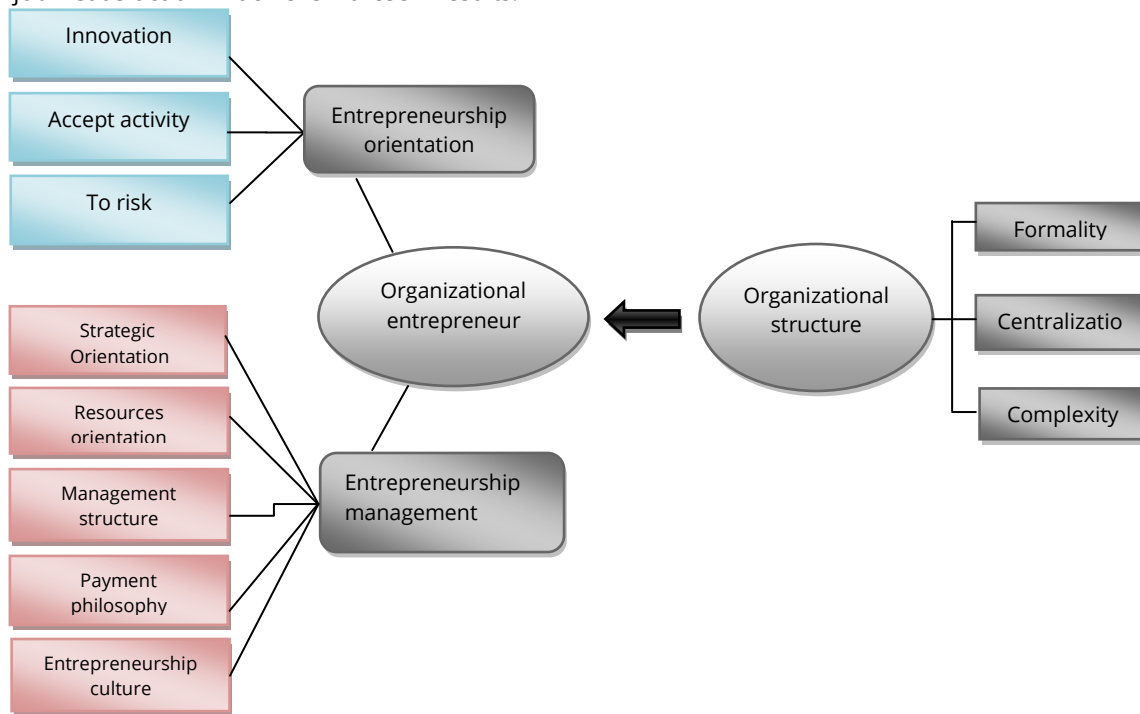 Innovation
Accept activity
To risk
Entrepreneurship
orientation
Organizational
entrepreneur
Organizational
structure
Formality
Centralizatio
Complexity
Strategic
Orientation
Resources
orientation
Management
structure
Payment
philosophy
Entrepreneurship
culture
Entrepreneurship
management